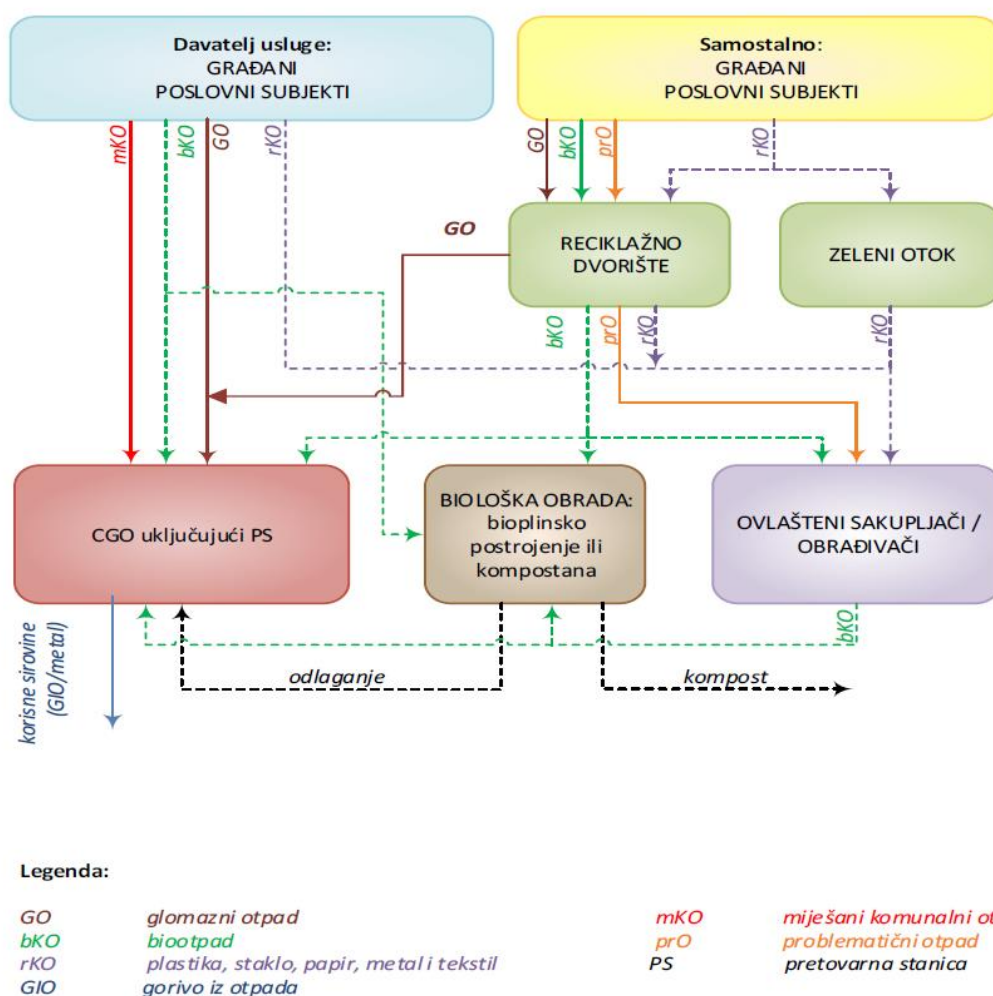 Davatelj usluge:
GRAĐANI
POSLOVNI SUBJEKTI
Samostalno:
GRAĐANI
POSLOVNI SUBJEKTI
mKO
bKO
GO
rKO
GO
bKO
prO
rKO
GO
RECIKLAŽNO
DVORIŠTE
ZELENI OTOK
bKO
prO
rKO
rKO
CGO uključujući PS
BIOLOŠKA OBRADA:
bioplinsko
postrojenje ili
kompostana
OVLAŠTENI SAKUPLJAČI /
OBRAĐIVAČI
bKO
odlaganje
kompost
korisne sirovine
(GIO/metal)
Legenda:
GO glomazni otpad mKO miješani komunalni ot
bKO biootpad prO problematični otpad
rKO plastika, staklo, papir, metal i tekstil PS pretovarna stanica
GIO gorivo iz otpada